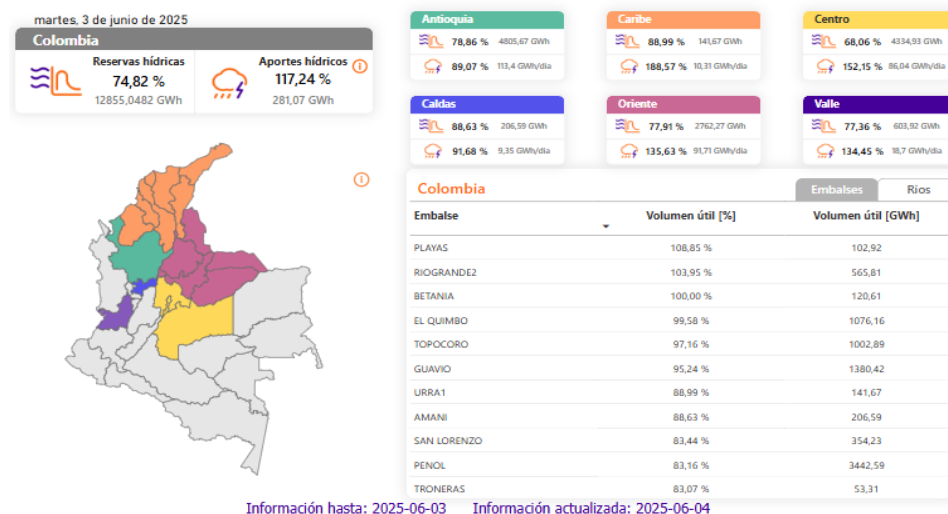 martes, 3 de junio de 2025
Colombia
Reservas hídricas
74,82 %
12855,0482 GWh
Aportes hídricos
117,24 %
281,07 GWh
Antioquia
78,86 % 4805,67 GWh
89,07 % 113,4 GWh/dia
Caribe
88,99 % 141,67 GWh
188,57 % 10,31 GWh/dia
Centro
68,06 % 4334,93 GWh
152,15 % 86,04 GWh/dia
Caldas
88,63 % 206,59 GWh
91,68 % 9,35 GWh/dia
Oriente
77,91 % 2762,27 GWh
135,63 % 91,71 GWh/dia
Valle
77,36 % 603,92 GWh
134,45 % 18,7 GWh/dia
Colombia Embalses Ríos
Embalse Volumen útil [%] Volumen útil [GWh]
PLAYAS 108,85 % 102,92
RIOGRANDE2 103,95 % 565,81
BETANIA 100,00 % 120,61
EL QUIMBO 99,58 % 1076,16
TOPOCORO 97,16 % 1002,89
GUAVIO 95,24 % 1380,42
URRA1 88,99 % 141,67
AMANI 88,63 % 206,59
SAN LORENZO 83,44 % 354,23
PENOL 83,16 % 3442,59
TRONERAS 83,07 % 53,31
Información hasta: 2025-06-03 Información actualizada: 2025-06-04